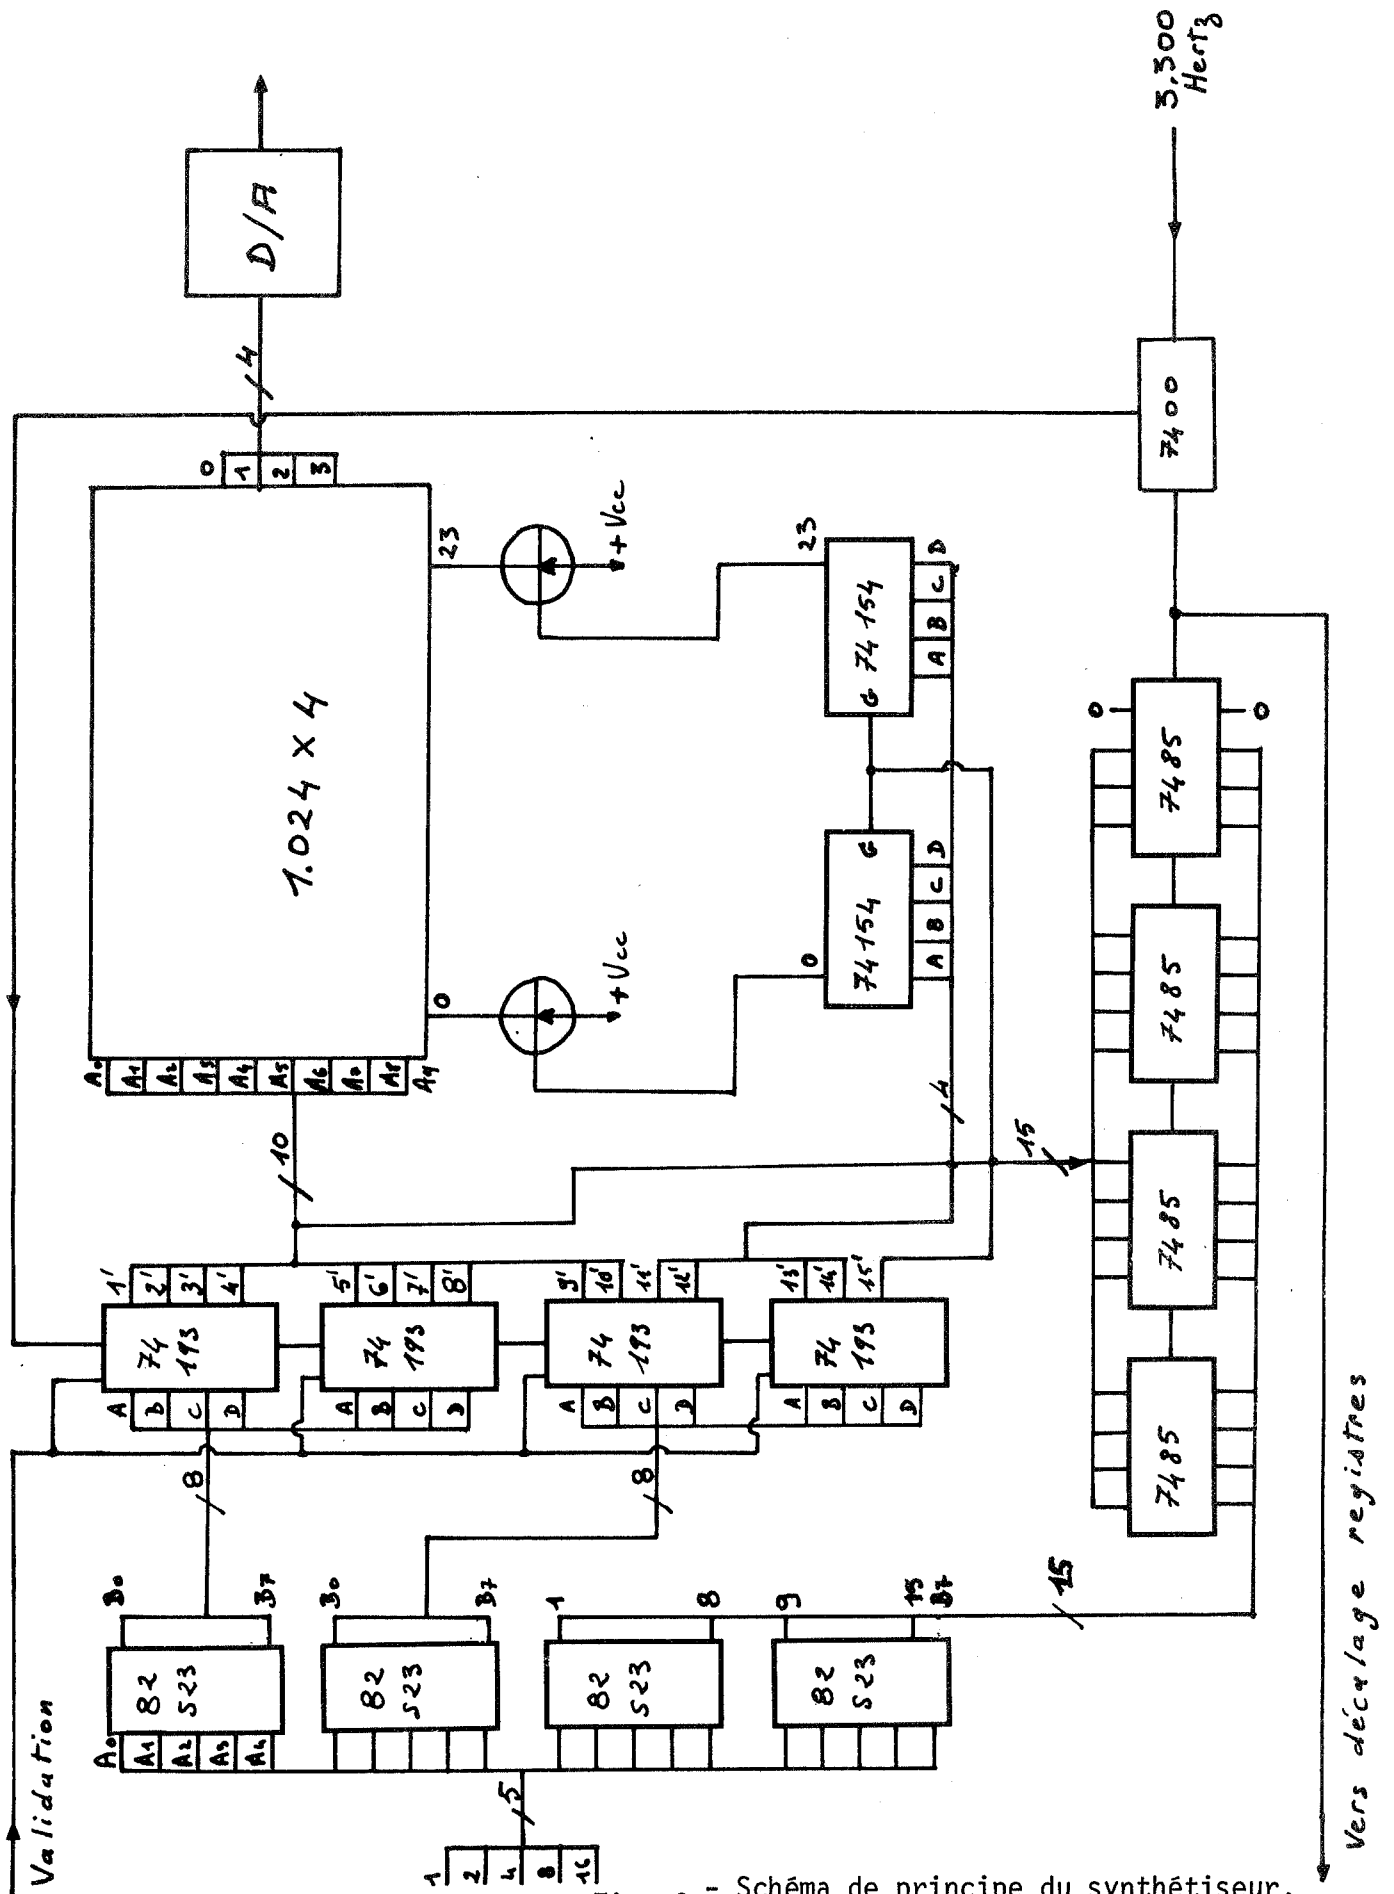 3.300
Hertz
D/A
4
0
1
2
3
1.024 X 4
23
+Vcc
0
+Vcc
A0
A1
A2
A3
A4
A5
A6
A7
A8
A9
10
7400
23
G 74154
A B C D
0
74154 G
A B C D
4
15
7485
0
0
7485
7485
7485
1'
2'
3'
4'
5'
6'
7'
8'
9'
10'
11'
12'
13'
14'
15'
74
193
74
193
74
193
74
193
A
B
C
D
A
B
C
D
A
B
C
D
A
B
C
D
8
8
B0
B7
B0
B7
1
8
9
15
B7
15
82
S23
82
S23
82
S23
82
S23
A0
A1
A2
A3
A4
5
1
2
4
8
16
Validation
Vers décalage registres
- Schéma de principe du synthétiseur.